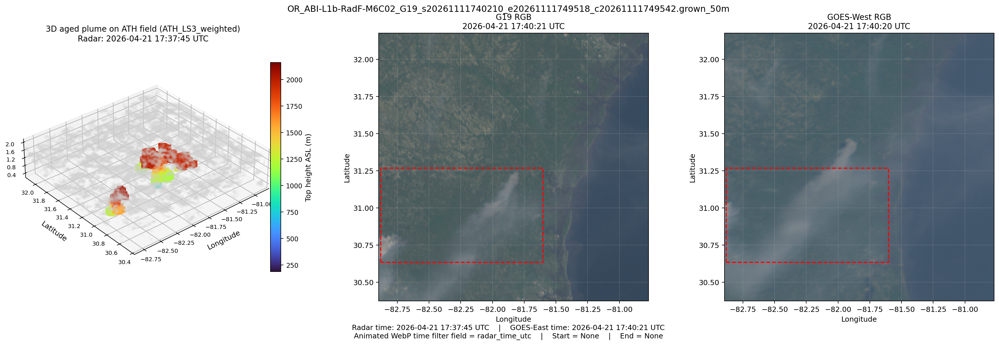 OR_ABI-L1b-RadF-M6C02_G19_s20261111740210_e20261111749518_c20261111749542.grown_50m
3D aged plume on ATH field (ATH_LS3_weighted)
Radar: 2026-04-21 17:37:45 UTC
2.0
1.6
1.2
0.8
0.4
32.0
31.8
31.6
31.4
31.2
31.0
30.8
30.6
30.4
Latitude
−82.75
−82.50
−82.25
−82.00
−81.75
−81.50
−81.25
−81.00
Longitude
2000
1750
1500
1250
1000
750
500
250
Top height ASL (m)
G19 RGB
2026-04-21 17:40:21 UTC
32.00
31.75
31.50
31.25
31.00
30.75
30.50
Latitude
−82.75 −82.50 −82.25 −82.00 −81.75 −81.50 −81.25 −81.00
Longitude
GOES-West RGB
2026-04-21 17:40:20 UTC
32.00
31.75
31.50
31.25
31.00
30.75
30.50
Latitude
−82.75 −82.50 −82.25 −82.00 −81.75 −81.50 −81.25 −81.00
Longitude
Radar time: 2026-04-21 17:37:45 UTC | GOES-East time: 2026-04-21 17:40:21 UTC
Animated WebP time filter field = radar_time_utc | Start = None | End = None